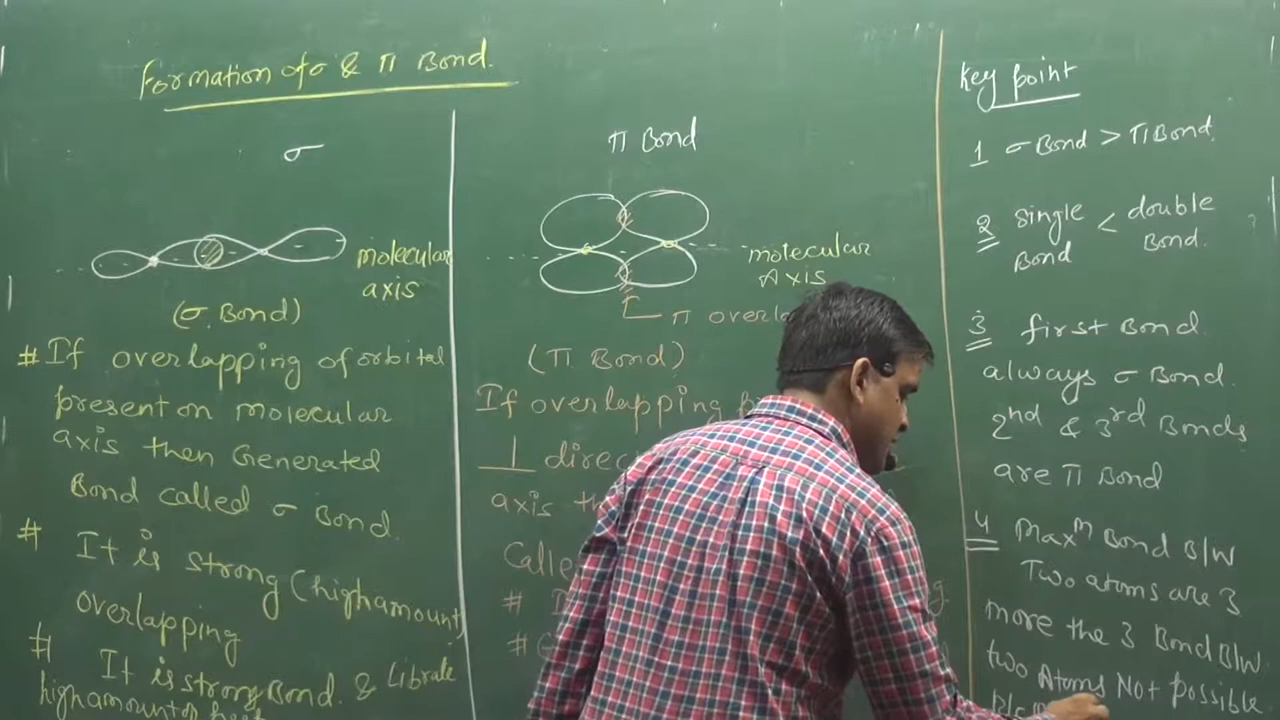 Formation of σ & π Bond.
σ
molecular
axis
(σ Bond)
# If overlapping of orbital
present on molecular
axis then Generated
Bond called σ Bond.
# It is strong (high amount)
overlapping
# It is strong Bond. & Librate
high amount of heat
π Bond
molecular
Axis
π
(π Bond)
If overlapping
⊥
axis
#
#
Key point
1 σ Bond > π Bond.
2 single < double
Bond Bond.
3 first Bond
always σ Bond.
2nd & 3rd Bonds
are π Bond
4 Maxm Bond B/W
Two atoms are 3
more the 3 Bond B/W
two Atoms Not possible